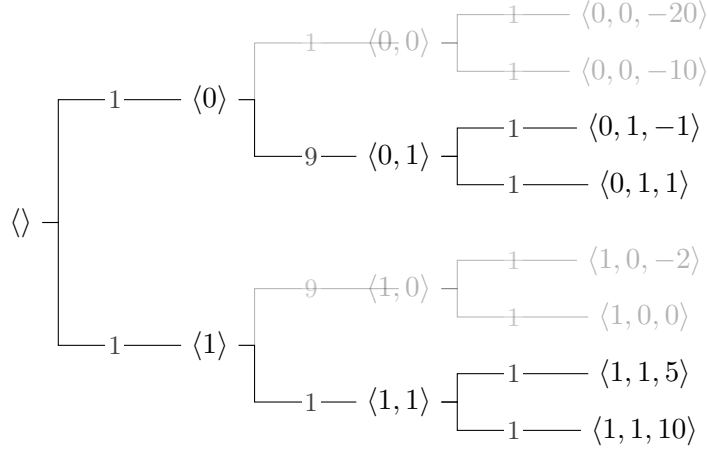 1 ⟨0, 0, −20⟩
1 ⟨0, 0⟩
1 ⟨0, 0, −10⟩
1 ⟨0⟩
1 ⟨0, 1, −1⟩
9 ⟨0, 1⟩
1 ⟨0, 1, 1⟩
⟨⟩
1 ⟨1, 0, −2⟩
9 ⟨1, 0⟩
1 ⟨1, 0, 0⟩
1 ⟨1⟩
1 ⟨1, 1, 5⟩
1 ⟨1, 1⟩
1 ⟨1, 1, 10⟩